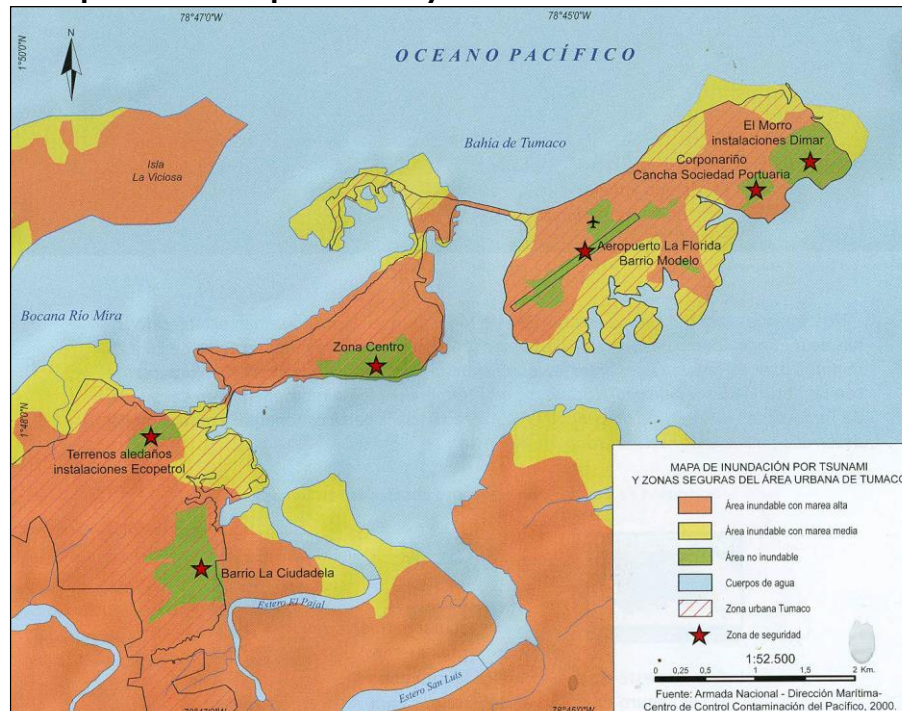 78°47'0"W
78°45'0"W
1°50'0"N
N
OCEANO PACÍFICO
Isla
La Viciosa
Bahía de Tumaco
El Morro
instalaciones Dimar
Corponariño
Cancha Sociedad Portuaria
Aeropuerto La Florida
Barrio Modelo
Bocana Río Mira
Zona Centro
1°48'0"N
Terrenos aledaños
instalaciones Ecopetrol
Barrio La Ciudadela
Estero El Pajal
Estero San Luis
78°47'0"W
MAPA DE INUNDACIÓN POR TSUNAMI
Y ZONAS SEGURAS DEL ÁREA URBANA DE TUMACO
Área inundable con marea alta
Área inundable con marea media
Área no inundable
Cuerpos de agua
Zona urbana Tumaco
Zona de seguridad
1:52.500
0 0,25 0,5 1 2 Km.
Fuente: Armada Nacional - Dirección Marítima-
Centro de Control Contaminación del Pacífico, 2000.